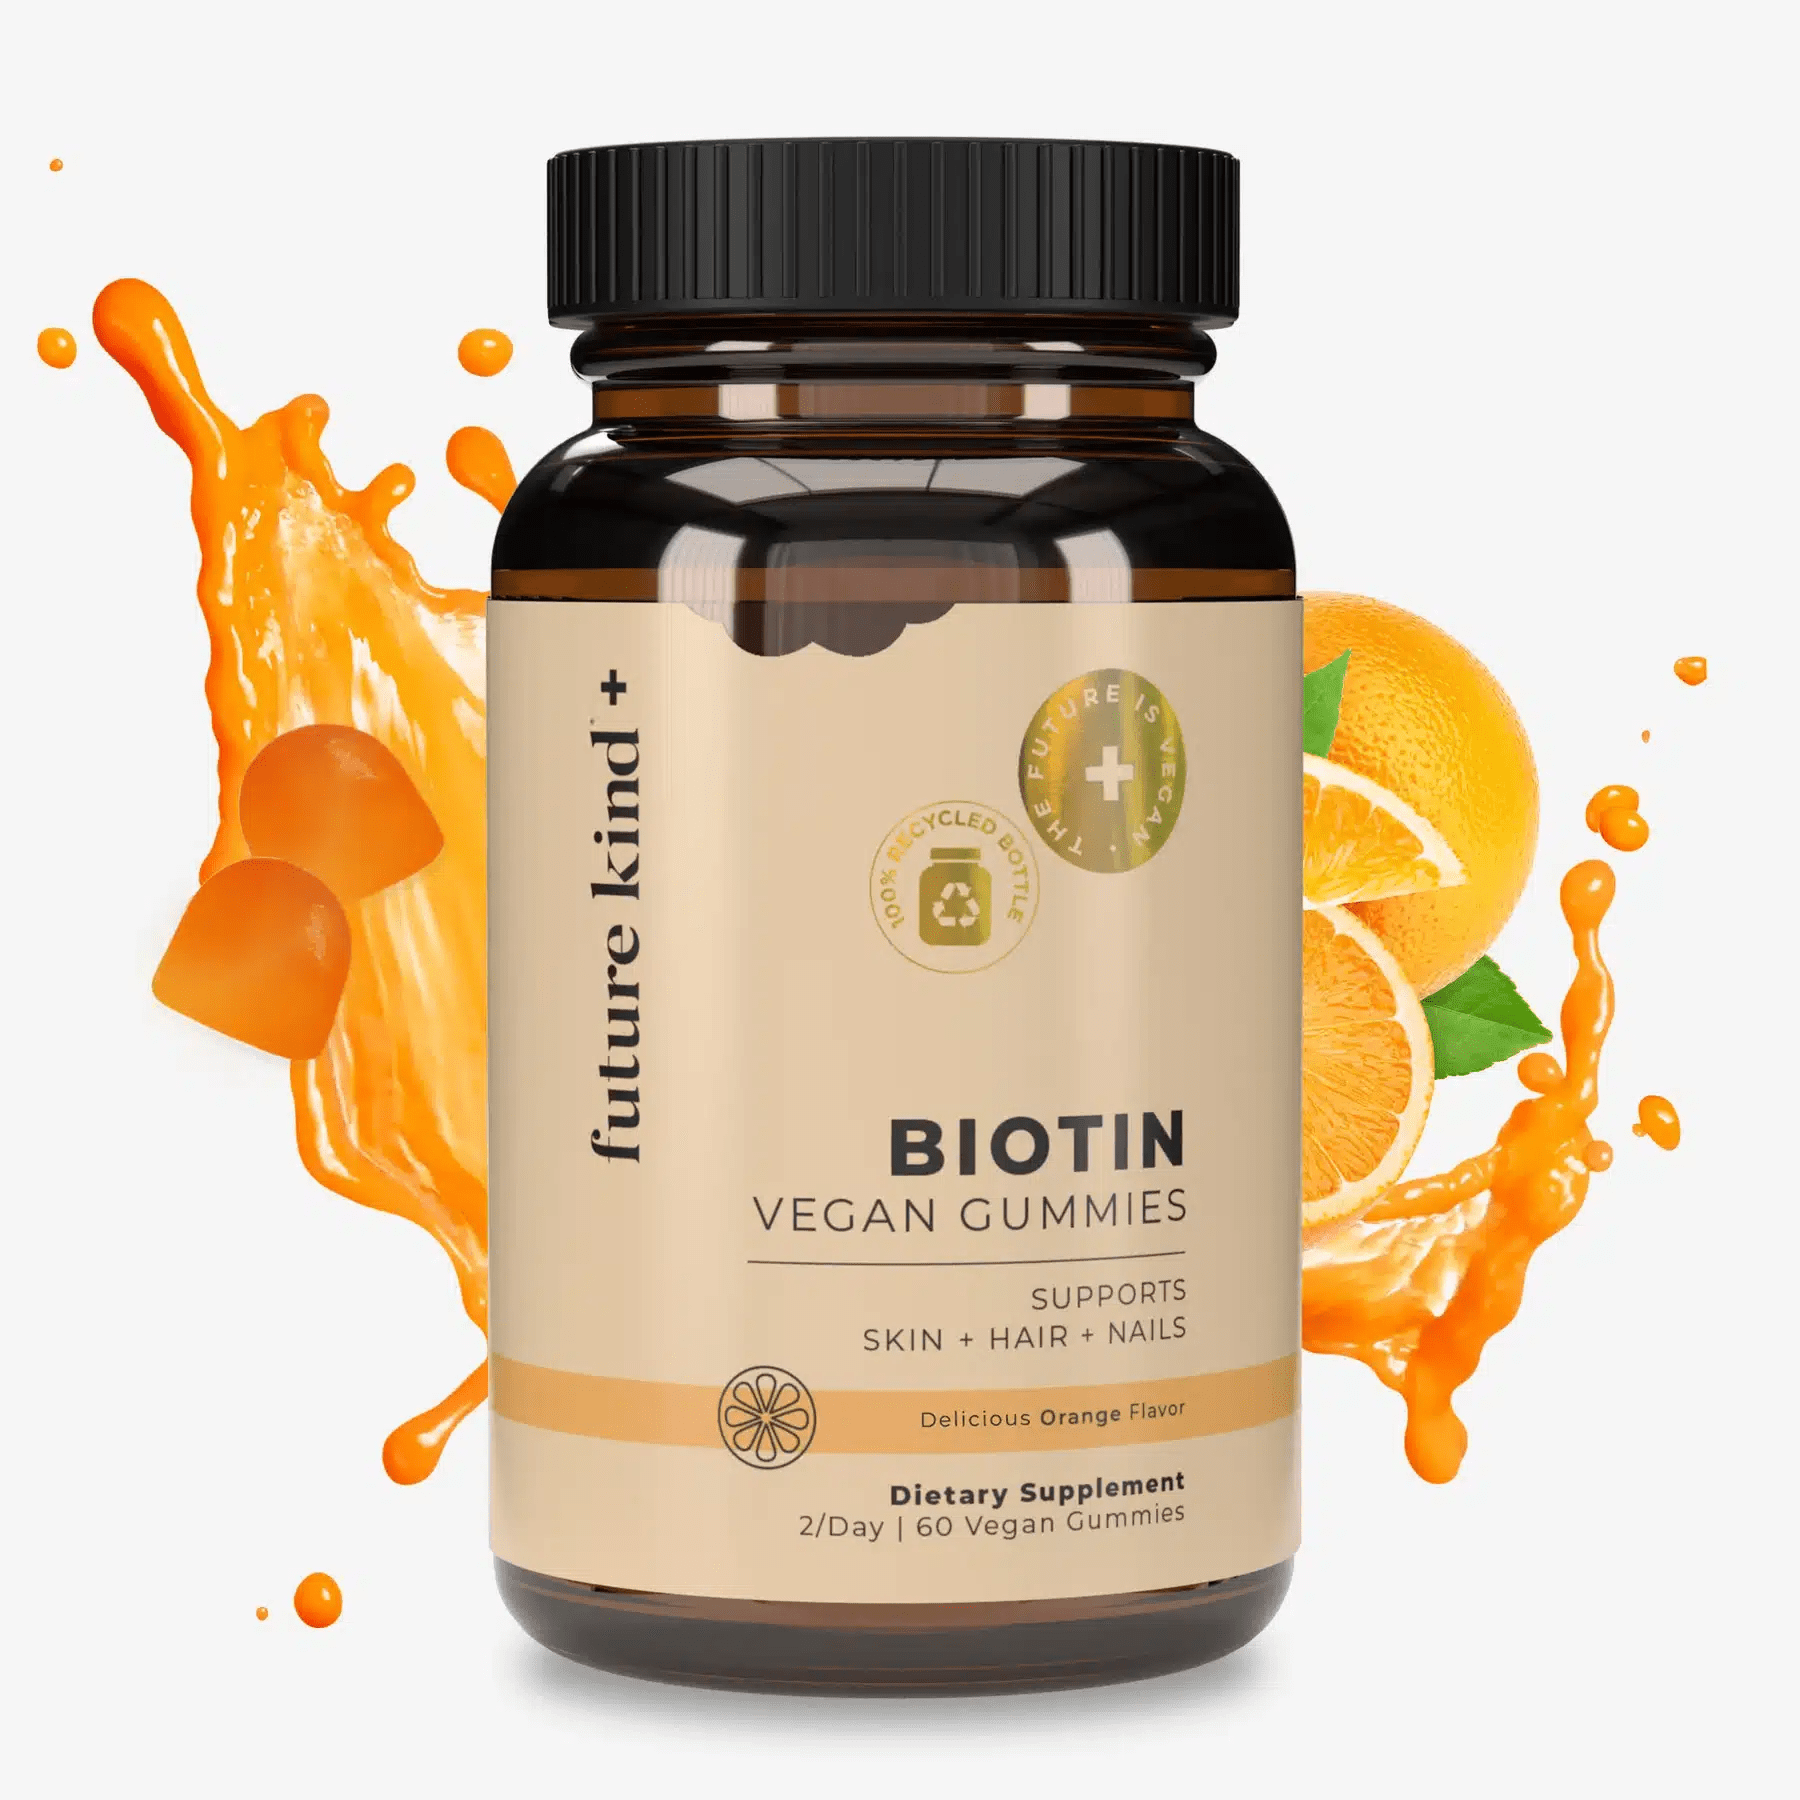 future kind+
THE FUTURE IS VEGAN •
100% RECYCLED BOTTLE
BIOTIN
VEGAN GUMMIES
SUPPORTS
SKIN + HAIR + NAILS
Delicious Orange Flavor
Dietary Supplement
2/Day | 60 Vegan Gummies